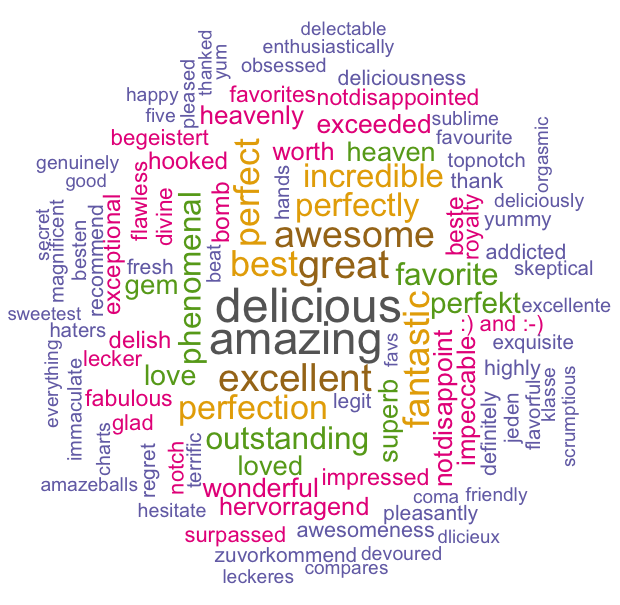 delectable
enthusiastically
thanked
yum
pleased
obsessed
deliciousness
happy
favorites
notdisappointed
five
heavenly
exceeded
sublime
begeistert
favourite
orgasmic
worth
heaven
topnotch
genuinely
hooked
good
flawless
perfect
hands
incredible
thank
deliciously
secret
magnificent
besten
recommend
exceptional
divine
bomb
perfectly
beste
royalty
yummy
phenomenal
awesome
addicted
beat
best
great
fresh
favorite
skeptical
gem
delicious
fantastic
perfekt
excellente
sweetest
haters
amazing
:) and :-)
delish
favs
exquisite
lecker
everything
immaculate
love
excellent
highly
fabulous
perfection
legit
superb
notdisappoint
impeccable
definitely
jeden
flavorful
klasse
scrumptious
glad
charts
outstanding
regret
notch
terrific
loved
amazeballs
wonderful
impressed
coma
friendly
hesitate
hervorragend
pleasantly
surpassed
awesomeness
dlicieux
zuvorkommend
devoured
compares
leckeres